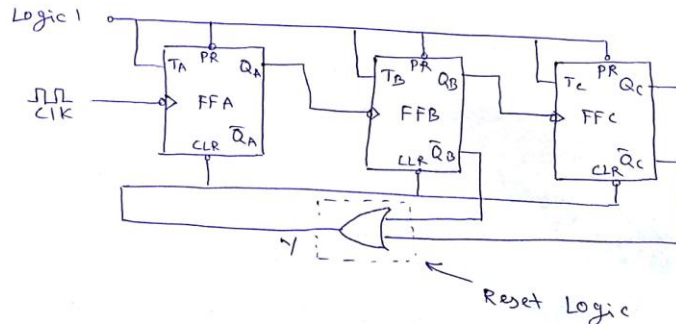 Logic 1
PR
PR
PR
TA
QA
TB
QB
TC
QC
CLK
FFA
FFB
FFC
Q̅A
Q̅B
Q̅C
CLR
CLR
CLR
Y
Reset Logic